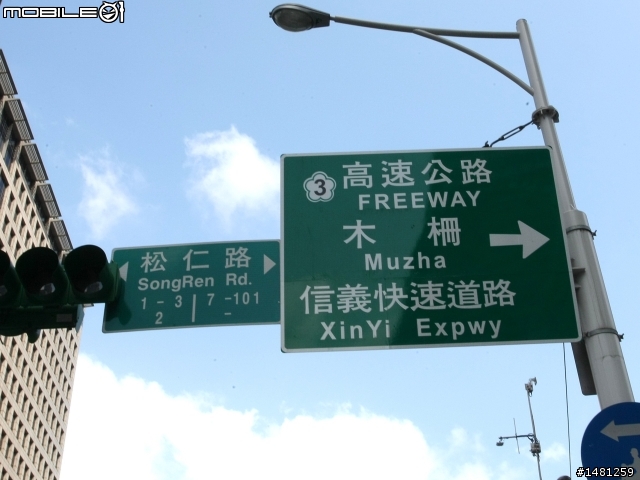 MOBILE01
3 高速公路
FREEWAY
木柵
Muzha
信義快速道路
XinYi Expwy
松仁路
SongRen Rd.
1 - 3 | 7 -101
2 | -
#1481259